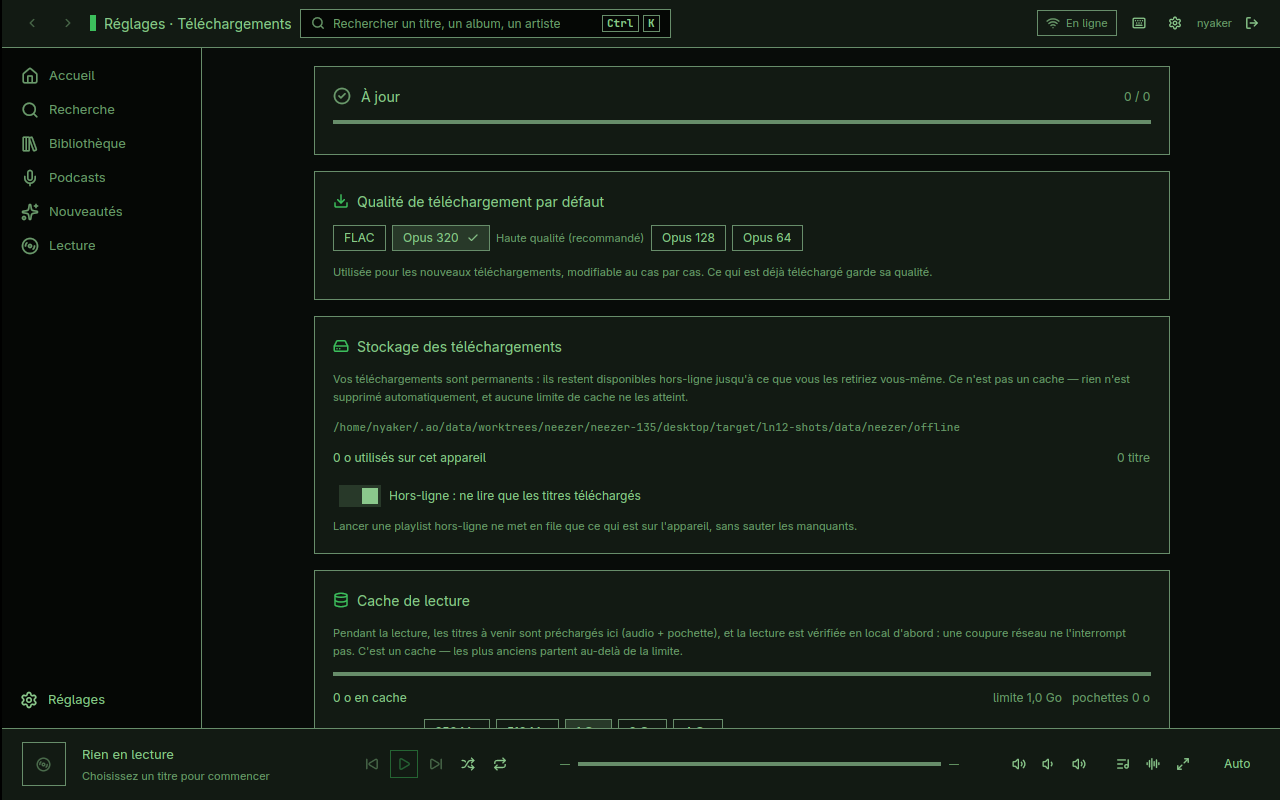 Réglages · Téléchargements
Rechercher un titre, un album, un artiste
Ctrl K
En ligne
nyaker
Accueil
Recherche
Bibliothèque
Podcasts
Nouveautés
Lecture
Réglages
À jour
0 / 0
Qualité de téléchargement par défaut
FLAC
Opus 320
Haute qualité (recommandé)
Opus 128
Opus 64
Utilisée pour les nouveaux téléchargements, modifiable au cas par cas. Ce qui est déjà téléchargé garde sa qualité.
Stockage des téléchargements
Vos téléchargements sont permanents : ils restent disponibles hors-ligne jusqu'à ce que vous les retiriez vous-même. Ce n'est pas un cache — rien n'est
supprimé automatiquement, et aucune limite de cache ne les atteint.
/home/nyaker/.ao/data/worktrees/neezer/neezer-135/desktop/target/ln12-shots/data/neezer/offline
0 o utilisés sur cet appareil
0 titre
Hors-ligne : ne lire que les titres téléchargés
Lancer une playlist hors-ligne ne met en file que ce qui est sur l'appareil, sans sauter les manquants.
Cache de lecture
Pendant la lecture, les titres à venir sont préchargés ici (audio + pochette), et la lecture est vérifiée en local d'abord : une coupure réseau ne l'interrompt
pas. C'est un cache — les plus anciens partent au-delà de la limite.
0 o en cache
limite 1,0 Go pochettes 0 o
Rien en lecture
Choisissez un titre pour commencer
—
—
Auto